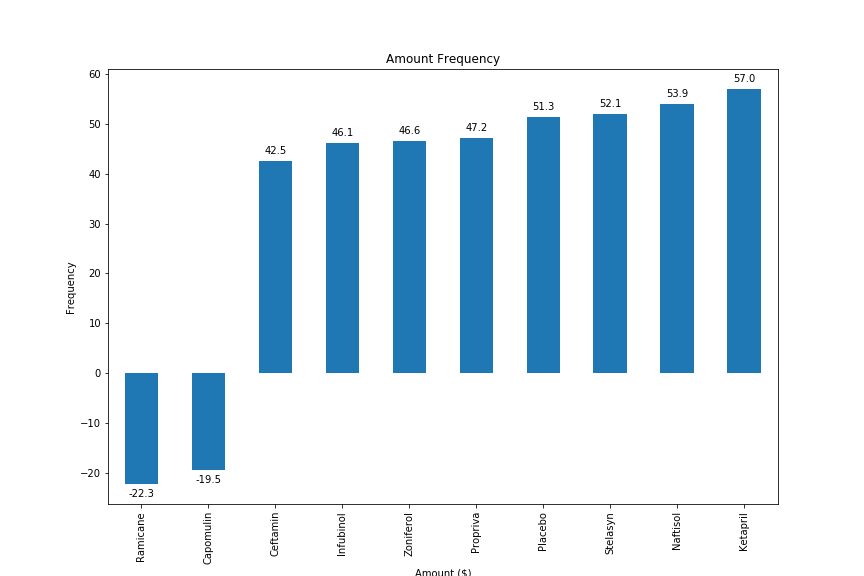 Amount Frequency
Frequency
60
50
40
30
20
10
0
−10
−20
-22.3
-19.5
42.5
46.1
46.6
47.2
51.3
52.1
53.9
57.0
Ramicane
Capomulin
Ceftamin
Infubinol
Zoniferol
Propriva
Placebo
Stelasyn
Naftisol
Ketapril
Amount ($)